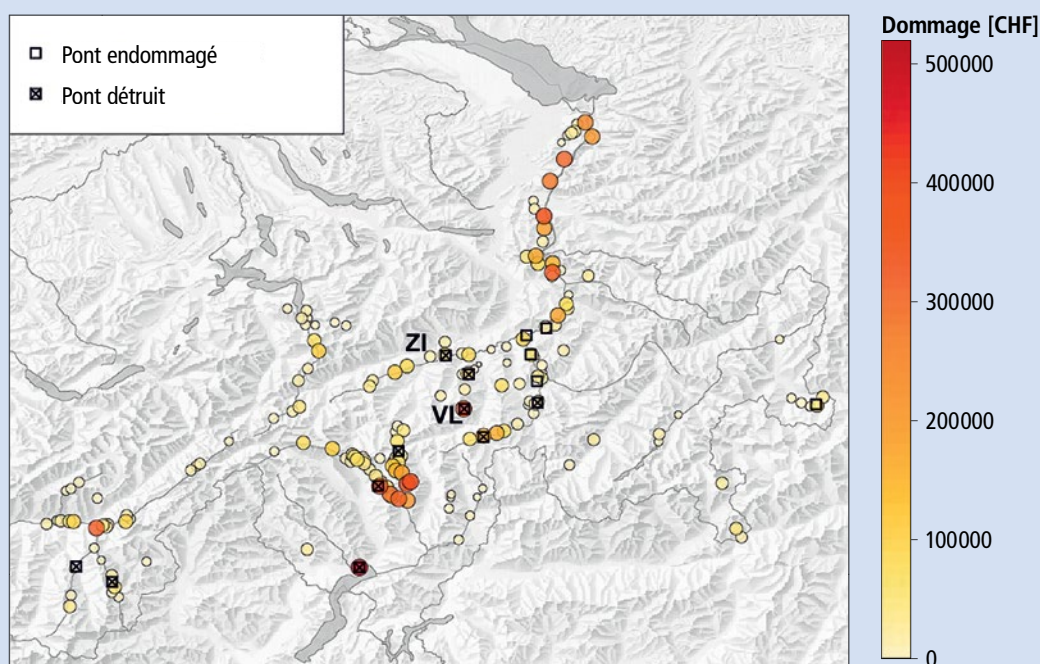 Pont endommagé
Pont détruit
Dommage [CHF]
500000
400000
300000
200000
100000
0
ZI
VL